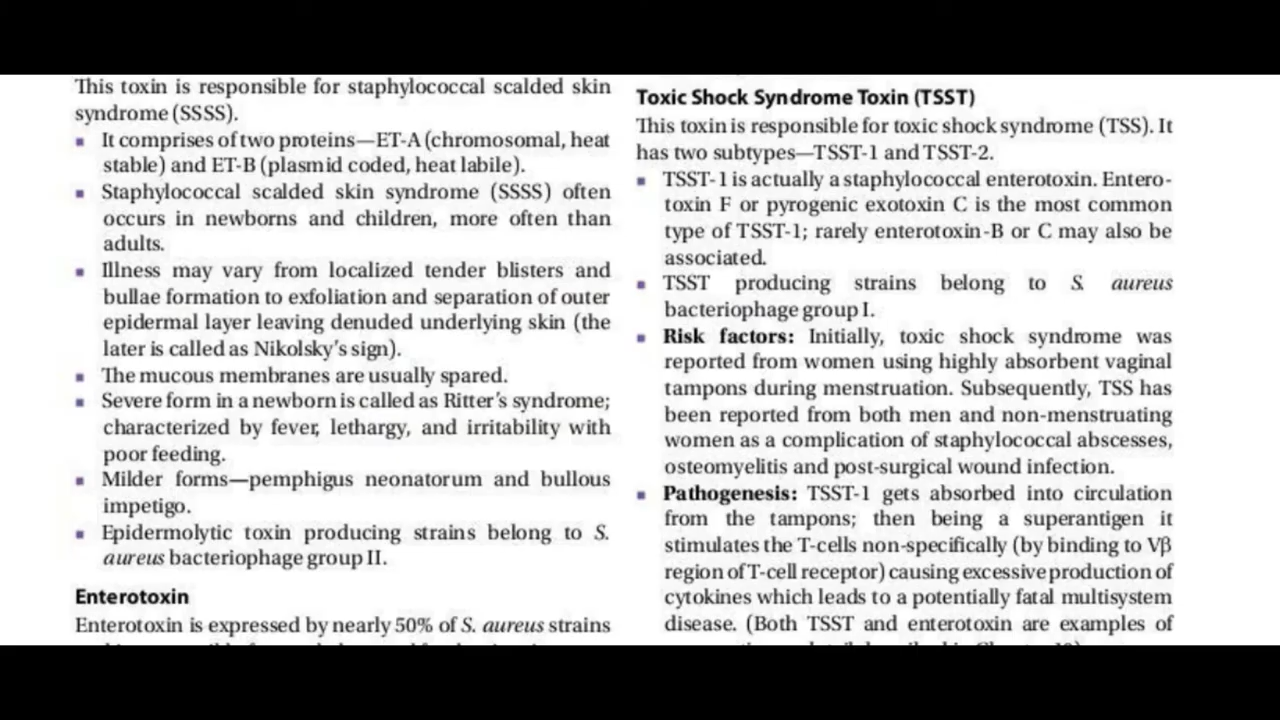 This toxin is responsible for staphylococcal scalded skin
syndrome (SSSS).
▪ It comprises of two proteins—ET-A (chromosomal, heat
stable) and ET-B (plasmid coded, heat labile).
▪ Staphylococcal scalded skin syndrome (SSSS) often
occurs in newborns and children, more often than
adults.
▪ Illness may vary from localized tender blisters and
bullae formation to exfoliation and separation of outer
epidermal layer leaving denuded underlying skin (the
later is called as Nikolsky's sign).
▪ The mucous membranes are usually spared.
▪ Severe form in a newborn is called as Ritter's syndrome;
characterized by fever, lethargy, and irritability with
poor feeding.
▪ Milder forms—pemphigus neonatorum and bullous
impetigo.
▪ Epidermolytic toxin producing strains belong to S.
aureus bacteriophage group II.
Enterotoxin
Enterotoxin is expressed by nearly 50% of S. aureus strains
Toxic Shock Syndrome Toxin (TSST)
This toxin is responsible for toxic shock syndrome (TSS). It
has two subtypes—TSST-1 and TSST-2.
▪ TSST-1 is actually a staphylococcal enterotoxin. Entero-
toxin F or pyrogenic exotoxin C is the most common
type of TSST-1; rarely enterotoxin-B or C may also be
associated.
▪ TSST producing strains belong to S. aureus
bacteriophage group I.
▪ Risk factors: Initially, toxic shock syndrome was
reported from women using highly absorbent vaginal
tampons during menstruation. Subsequently, TSS has
been reported from both men and non-menstruating
women as a complication of staphylococcal abscesses,
osteomyelitis and post-surgical wound infection.
▪ Pathogenesis: TSST-1 gets absorbed into circulation
from the tampons; then being a superantigen it
stimulates the T-cells non-specifically (by binding to Vβ
region of T-cell receptor) causing excessive production of
cytokines which leads to a potentially fatal multisystem
disease. (Both TSST and enterotoxin are examples of